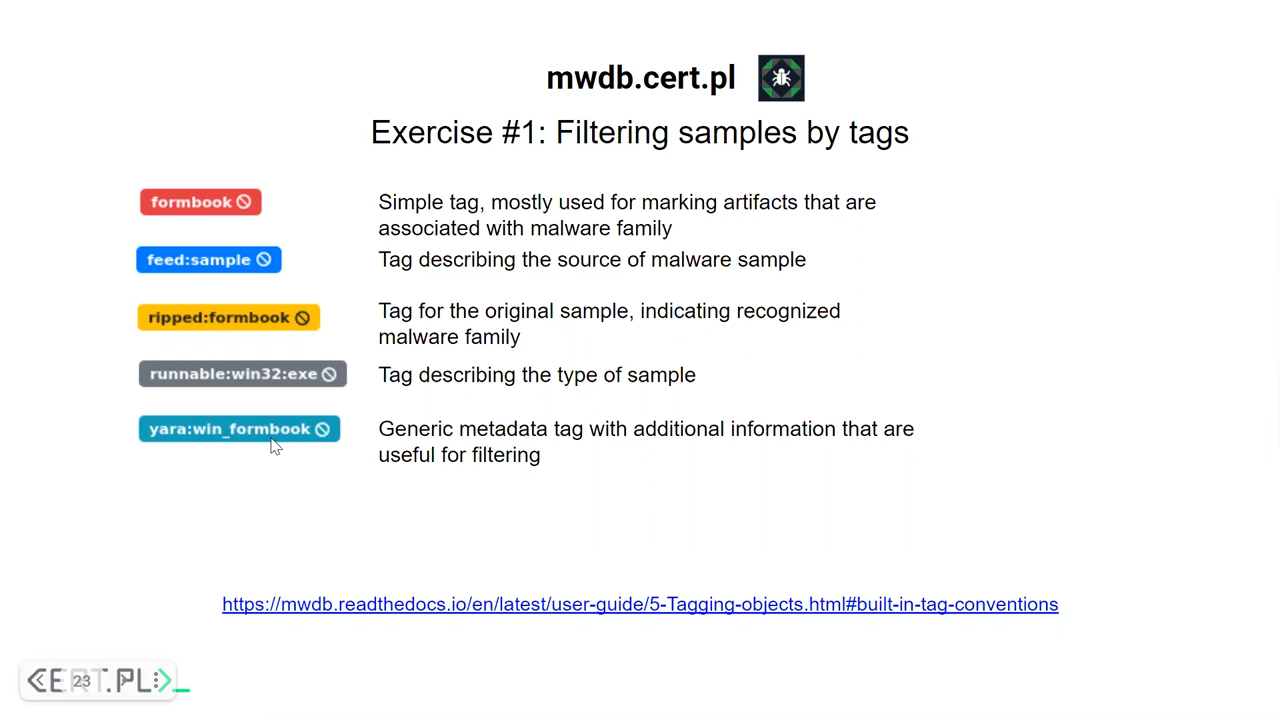 mwdb.cert.pl
Exercise #1: Filtering samples by tags
formbook
Simple tag, mostly used for marking artifacts that are
associated with malware family
feed:sample
Tag describing the source of malware sample
ripped:formbook
Tag for the original sample, indicating recognized
malware family
runnable:win32:exe
Tag describing the type of sample
yara:win_formbook
Generic metadata tag with additional information that are
useful for filtering
https://mwdb.readthedocs.io/en/latest/user-guide/5-Tagging-objects.html#built-in-tag-conventions
CERT.PL>_
23